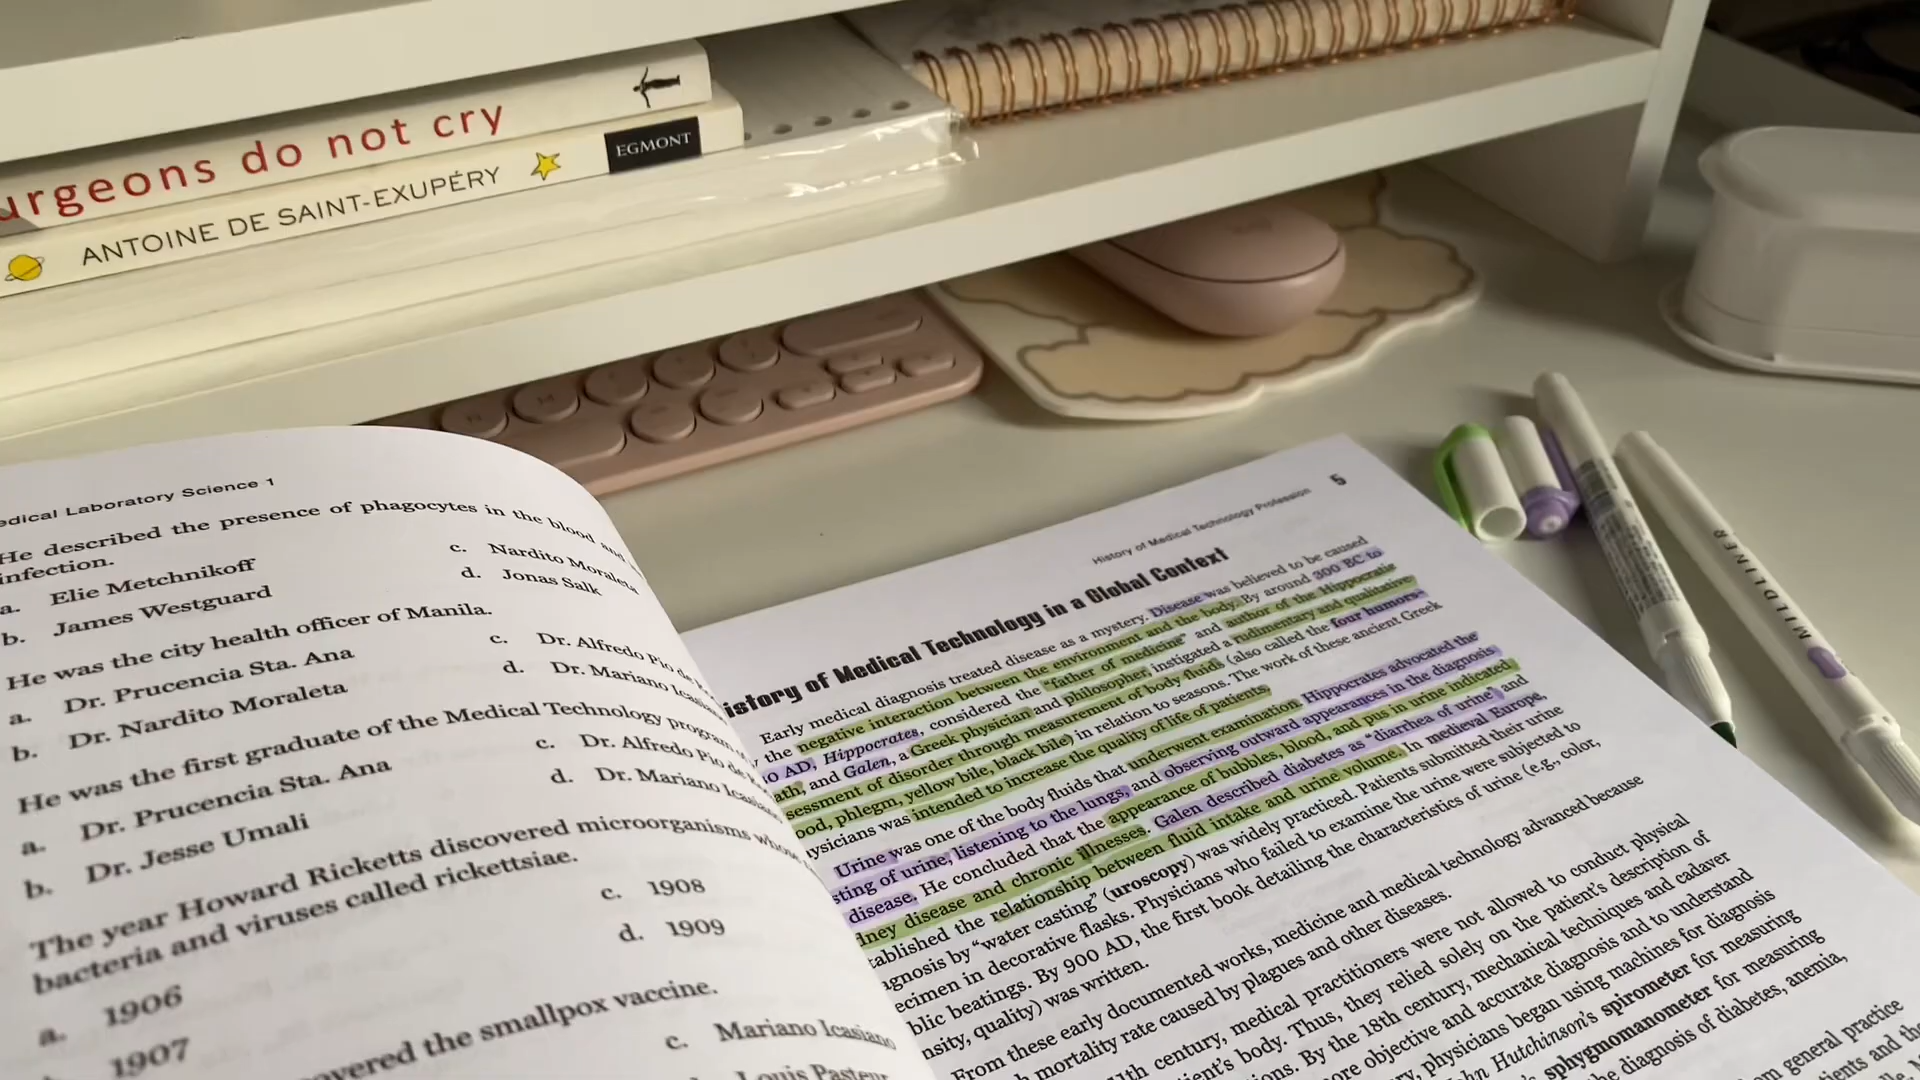 urgeons do not cry
ANTOINE DE SAINT-EXUPÉRY
EGMONT
edical Laboratory Science 1
He described the presence of phagocytes in the blood and
infection.
a. Elie Metchnikoff
b. James Westguard
c. Nardito Moraleta
d. Jonas Salk
He was the city health officer of Manila.
a. Dr. Prucencia Sta. Ana
b. Dr. Nardito Moraleta
c. Dr. Alfredo Pio de
d. Dr. Mariano Icasiano
He was the first graduate of the Medical Technology program
a. Dr. Prucencia Sta. Ana
b. Dr. Jesse Umali
c. Dr. Alfredo Pio de
d. Dr. Mariano Icasiano
The year Howard Ricketts discovered microorganisms whose
bacteria and viruses called rickettsiae.
a. 1906
1907
c. 1908
d. 1909
overed the smallpox vaccine.
c. Mariano Icasiano
Louis Pasteur
History of Medical Technology Profession 5
istory of Medical Technology in a Global Context
Early medical diagnosis treated disease as a mystery. Disease was believed to be caused
the negative interaction between the environment and the body. By around 300 BC to
AD, Hippocrates, considered the "father of medicine" and author of the Hippocratic
ath, and Galen, a Greek physician and philosopher, instigated a rudimentary and qualitative
sessment of disorder through measurement of body fluids (also called the four humors-
ood, phlegm, yellow bile, black bile) in relation to seasons. The work of these ancient Greek
ysicians was intended to increase the quality of life of patients.
Urine was one of the body fluids that underwent examination. Hippocrates advocated the
sting of urine, listening to the lungs, and observing outward appearances in the diagnosis
disease. He concluded that the appearance of bubbles, blood, and pus in urine indicated
dney disease and chronic illnesses. Galen described diabetes as "diarrhea of urine" and
tablished the relationship between fluid intake and urine volume. In medieval Europe,
agnosis by "water casting" (uroscopy) was widely practiced. Patients submitted their urine
ecimen in decorative flasks. Physicians who failed to examine the urine were subjected to
blic beatings. By 900 AD, the first book detailing the characteristics of urine (e.g., color,
nsity, quality) was written.
From these early documented works, medicine and medical technology advanced because
mortality rate caused by plagues and other diseases.
11th century, medical practitioners were not allowed to conduct physical
ient's body. Thus, they relied solely on the patient's description of
ons. By the 18th century, mechanical techniques and cadaver
ore objective and accurate diagnosis and to understand
ry, physicians began using machines for diagnosis
hn Hutchinson's spirometer for measuring
sphygmomanometer for measuring
he diagnosis of diabetes, anemia,
om general practice
tients and the
MILDLINER